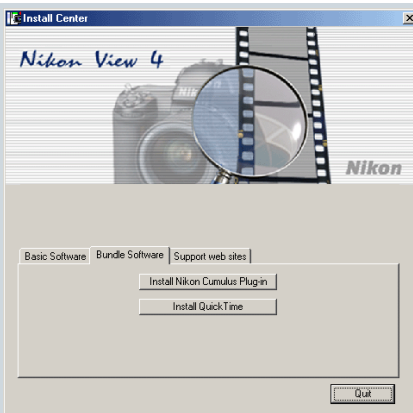 Install Center
Nikon View 4
Nikon
Basic Software Bundle Software Support web sites
Install Nikon Cumulus Plug-in
Install QuickTime
Quit